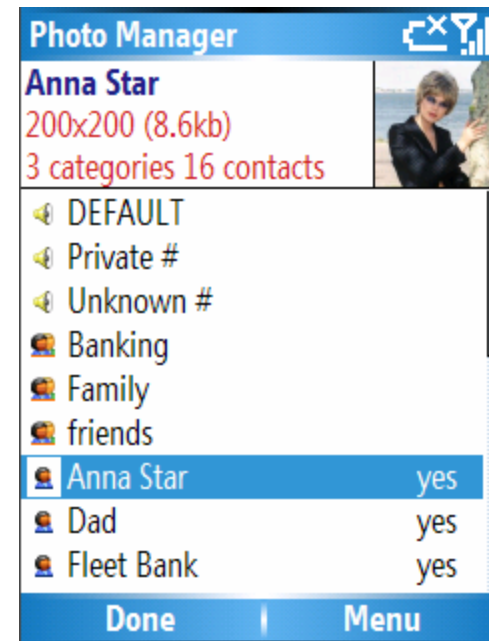 Photo Manager
Anna Star
200x200 (8.6kb)
3 categories 16 contacts
DEFAULT
Private #
Unknown #
Banking
Family
friends
Anna Star yes
Dad yes
Fleet Bank yes
Done Menu